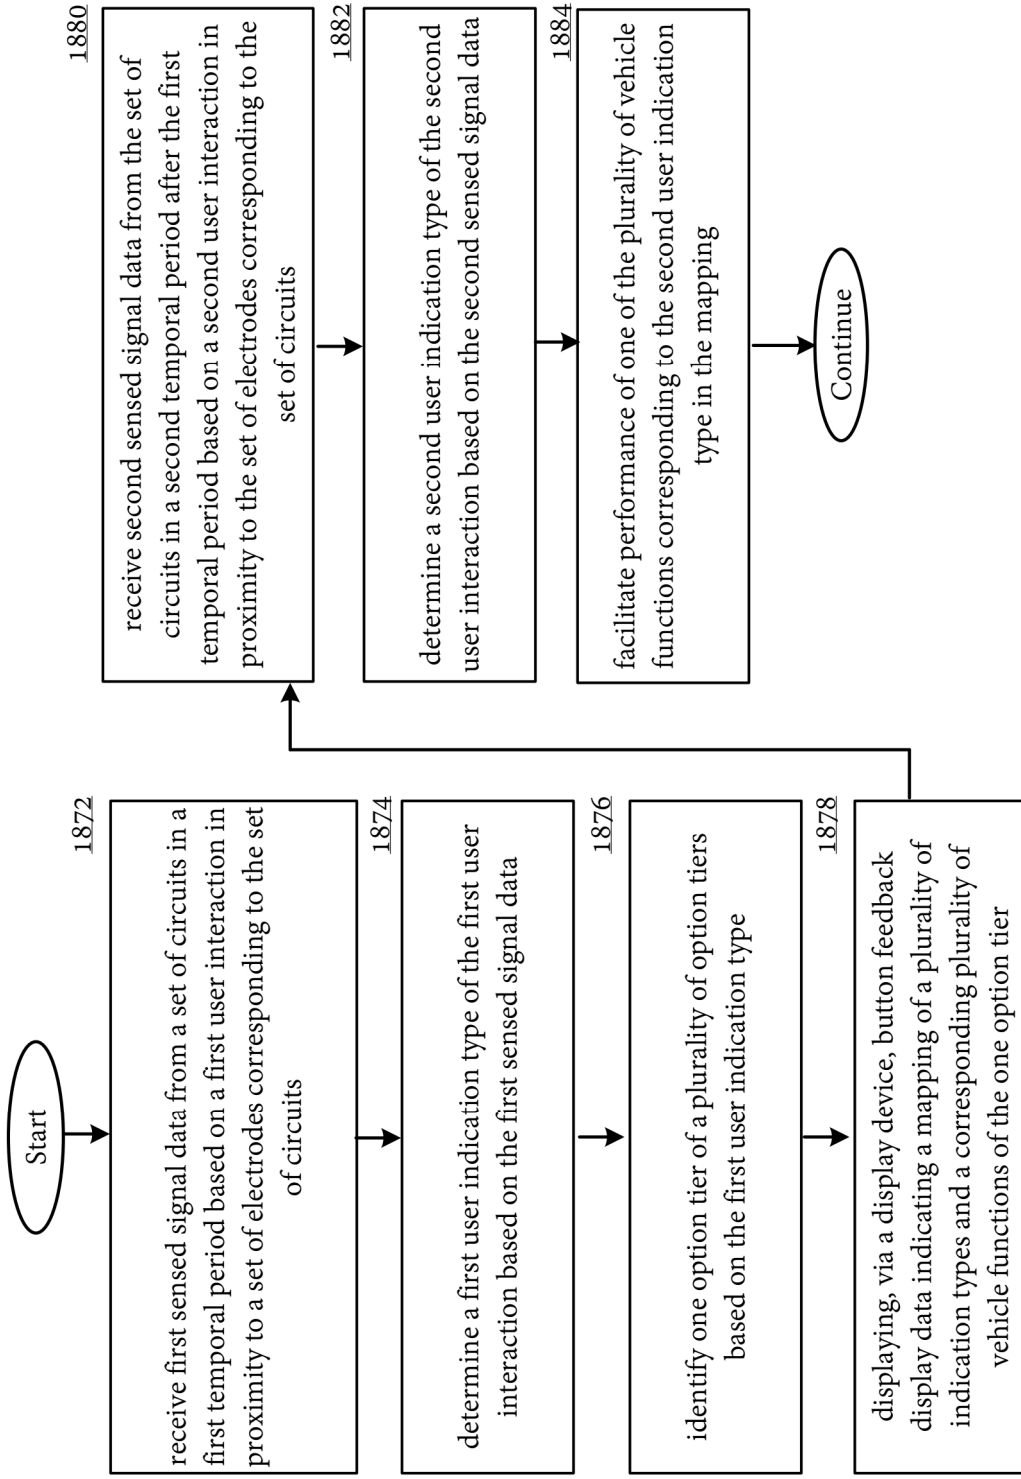 Start
1872
receive first sensed signal data from a set of circuits in a
first temporal period based on a first user interaction in
proximity to a set of electrodes corresponding to the set
of circuits
1874
determine a first user indication type of the first user
interaction based on the first sensed signal data
1876
identify one option tier of a plurality of option tiers
based on the first user indication type
1878
displaying, via a display device, button feedback
display data indicating a mapping of a plurality of
indication types and a corresponding plurality of
vehicle functions of the one option tier
1880
receive second sensed signal data from the set of
circuits in a second temporal period after the first
temporal period based on a second user interaction in
proximity to the set of electrodes corresponding to the
set of circuits
1882
determine a second user indication type of the second
user interaction based on the second sensed signal data
1884
facilitate performance of one of the plurality of vehicle
functions corresponding to the second user indication
type in the mapping
Continue